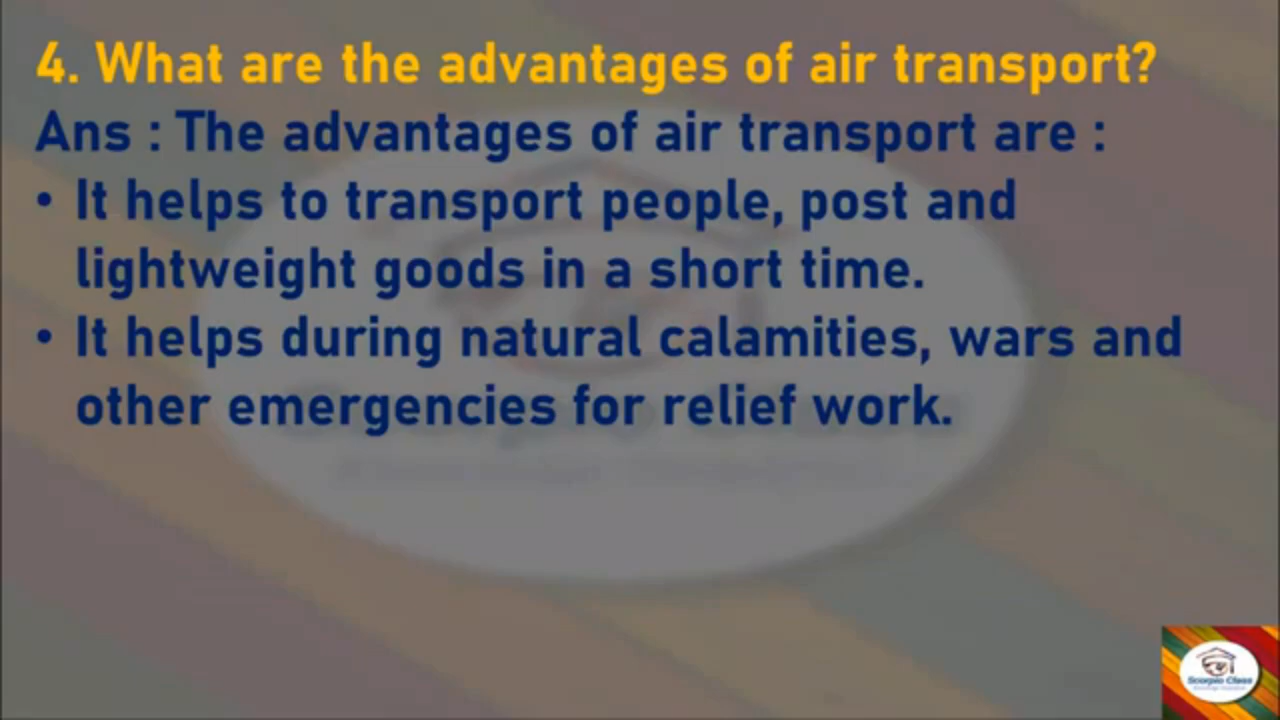 4. What are the advantages of air transport?
Ans : The advantages of air transport are :
• It helps to transport people, post and
lightweight goods in a short time.
• It helps during natural calamities, wars and
other emergencies for relief work.
Scorpio Class